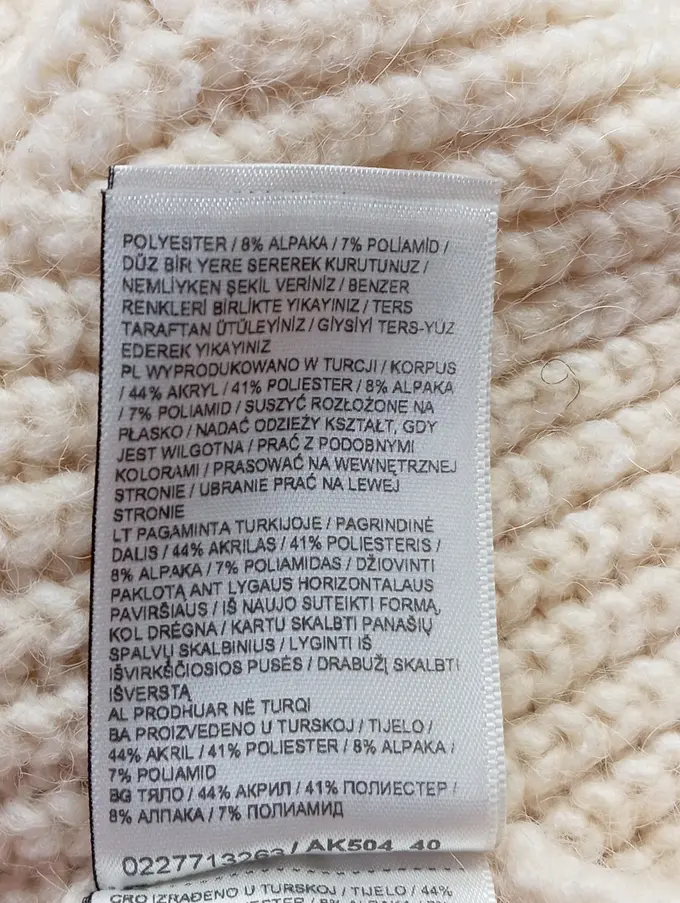 POLYESTER / 8% ALPAKA / 7% POLİAMİD /
DÜZ BİR YERE SEREREK KURUTUNUZ /
NEMLİYKEN ŞEKİL VERİNİZ / BENZER
RENKLERİ BİRLİKTE YIKAYINIZ / TERS
TARAFTAN ÜTÜLEYİNİZ / GİYSİYİ TERS-YÜZ
EDEREK YIKAYINIZ
PL WYPRODUKOWANO W TURCJI / KORPUS
/ 44% AKRYL / 41% POLIESTER / 8% ALPAKA
/ 7% POLIAMID / SUSZYĆ ROZŁOŻONE NA
PŁASKO / NADAĆ ODZIEŻY KSZTAŁT, GDY
JEST WILGOTNA / PRAĆ Z PODOBNYMI
KOLORAMI / PRASOWAĆ NA WEWNĘTRZNEJ
STRONIE / UBRANIE PRAĆ NA LEWEJ
STRONIE
LT PAGAMINTA TURKIJOJE / PAGRINDINĖ
DALIS / 44% AKRILAS / 41% POLIESTERIS /
8% ALPAKA / 7% POLIAMIDAS / DŽIOVINTI
PAKLOTĄ ANT LYGAUS HORIZONTALAUS
PAVIRŠIAUS / IŠ NAUJO SUTEIKTI FORMĄ,
KOL DRĖGNA / KARTU SKALBTI PANAŠIŲ
SPALVŲ SKALBINIUS / LYGINTI IŠ
IŠVIRKŠČIOSIOS PUSĖS / DRABUŽĮ SKALBTI
IŠVERSTĄ
AL PRODHUAR NË TURQI
BA PROIZVEDENO U TURSKOJ / TIJELO /
44% AKRIL / 41% POLIESTER / 8% ALPAKA /
7% POLIAMID
BG ТЯЛО / 44% АКРИЛ / 41% ПОЛИЕСТЕР /
8% АЛПАКА / 7% ПОЛИАМИД
0227713263 / AK504 40
CRO IZRAĐENO U TURSKOJ / TIJELO / 44%